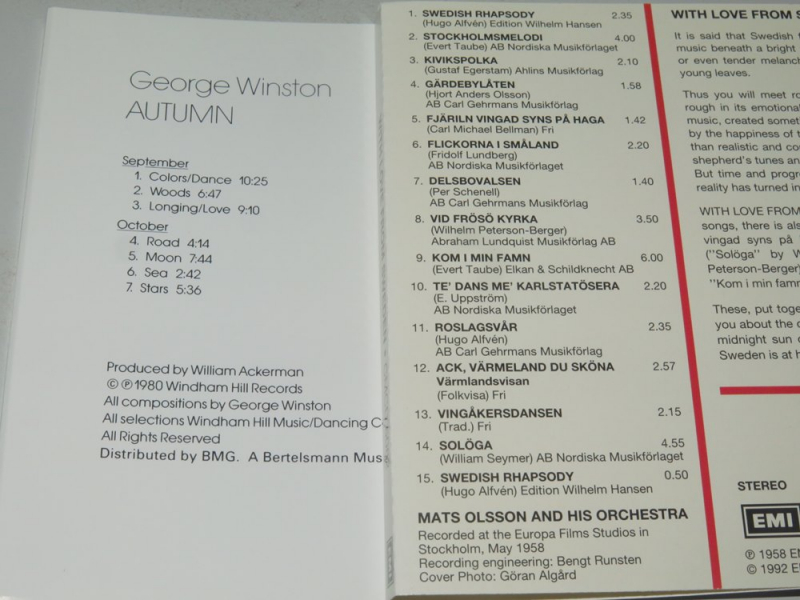 George Winston
AUTUMN
September
1. Colors/Dance 10:25
2. Woods 6:47
3. Longing/Love 9:10
October
4. Road 4:14
5. Moon 7:44
6. Sea 2:42
7. Stars 5:36
Produced by William Ackerman
© ℗ 1980 Windham Hill Records
All compositions by George Winston
All selections Windham Hill Music/Dancing
All Rights Reserved
Distributed by BMG. A Bertelsmann
1. SWEDISH RHAPSODY 2.35
(Hugo Alfvén) Edition Wilhelm Hansen
2. STOCKHOLMSMELODI 4.00
(Evert Taube) AB Nordiska Musikförlaget
3. KIVIKSPOLKA 2.10
(Gustaf Egerstam) Ahlins Musikförlag
4. GÄRDEBYLÅTEN 1.58
(Hjort Anders Olsson)
AB Carl Gehrmans Musikförlag
5. FJÄRILN VINGAD SYNS PÅ HAGA 1.42
(Carl Michael Bellman) Fri
6. FLICKORNA I SMÅLAND 2.20
(Fridolf Lundberg)
AB Nordiska Musikförlaget
7. DELSBOVALSEN 1.40
(Per Schenell)
AB Carl Gehrmans Musikförlag
8. VID FRÖSÖ KYRKA 3.50
(Wilhelm Peterson-Berger)
Abraham Lundquist Musikförlag AB
9. KOM I MIN FAMN 6.00
(Evert Taube) Elkan & Schildknecht AB
10. TE' DANS ME' KARLSTATÖSERA 2.20
(E. Uppström)
AB Nordiska Musikförlaget
11. ROSLAGSVÅR 2.35
(Hugo Alfvén)
AB Carl Gehrmans Musikförlag
12. ACK, VÄRMELAND DU SKÖNA 2.57
Värmlandsvisan
(Folkvisa) Fri
13. VINGÅKERSDANSEN 2.15
(Trad.) Fri
14. SOLÖGA 4.55
(William Seymer) AB Nordiska Musikförlaget
15. SWEDISH RHAPSODY 0.50
(Hugo Alfvén) Edition Wilhelm Hansen
MATS OLSSON AND HIS ORCHESTRA
Recorded at the Europa Films Studios in
Stockholm, May 1958
Recording engineering: Bengt Runsten
Cover Photo: Göran Algård
WITH LOVE FROM
It is said that Swedish
music beneath a bright
or even tender
young leaves.
Thus you will meet
rough in its
music, created
by the happiness of
than realistic and
shepherd's tunes
But time and
reality has turned
WITH LOVE FROM
songs, there is
vingad syns på
("Solöga" by
Peterson-Berger)
"Kom i min
These, put
you about the
midnight sun
Sweden is at
STEREO
EMI
℗ 1958
© 1992